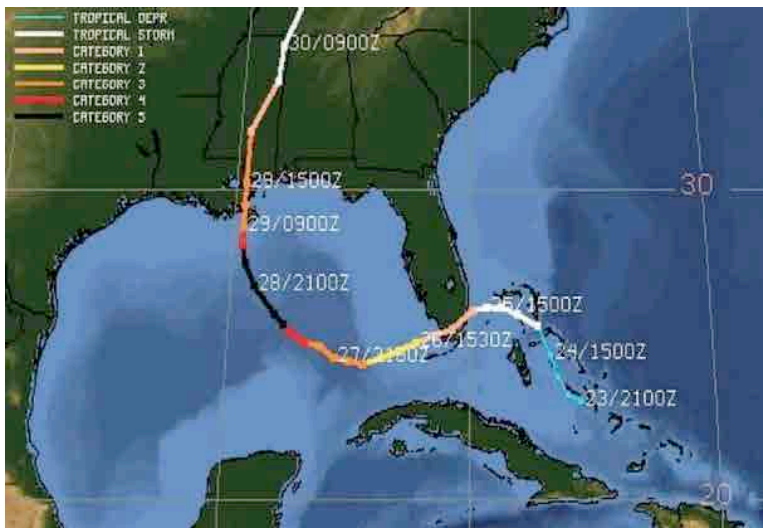 TROPICAL DEPR
TROPICAL STORM
CATEGORY 1
CATEGORY 2
CATEGORY 3
CATEGORY 4
CATEGORY 5
30/0900Z
29/1500Z
30
29/0900Z
28/2100Z
25/1500Z
26/1530Z
24/1500Z
27/2100Z
23/2100Z
20